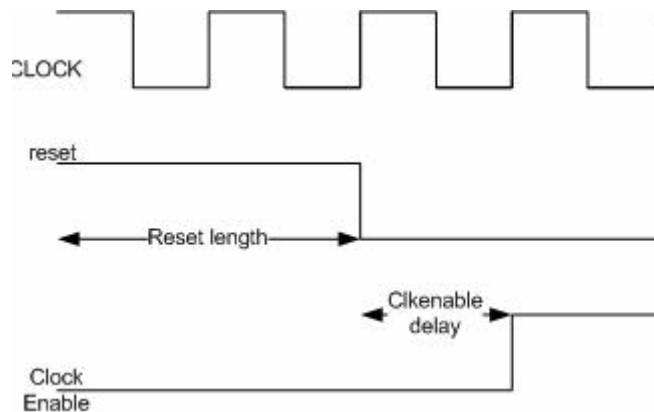 CLOCK
reset
Reset length
Clkenable
delay
Clock
Enable